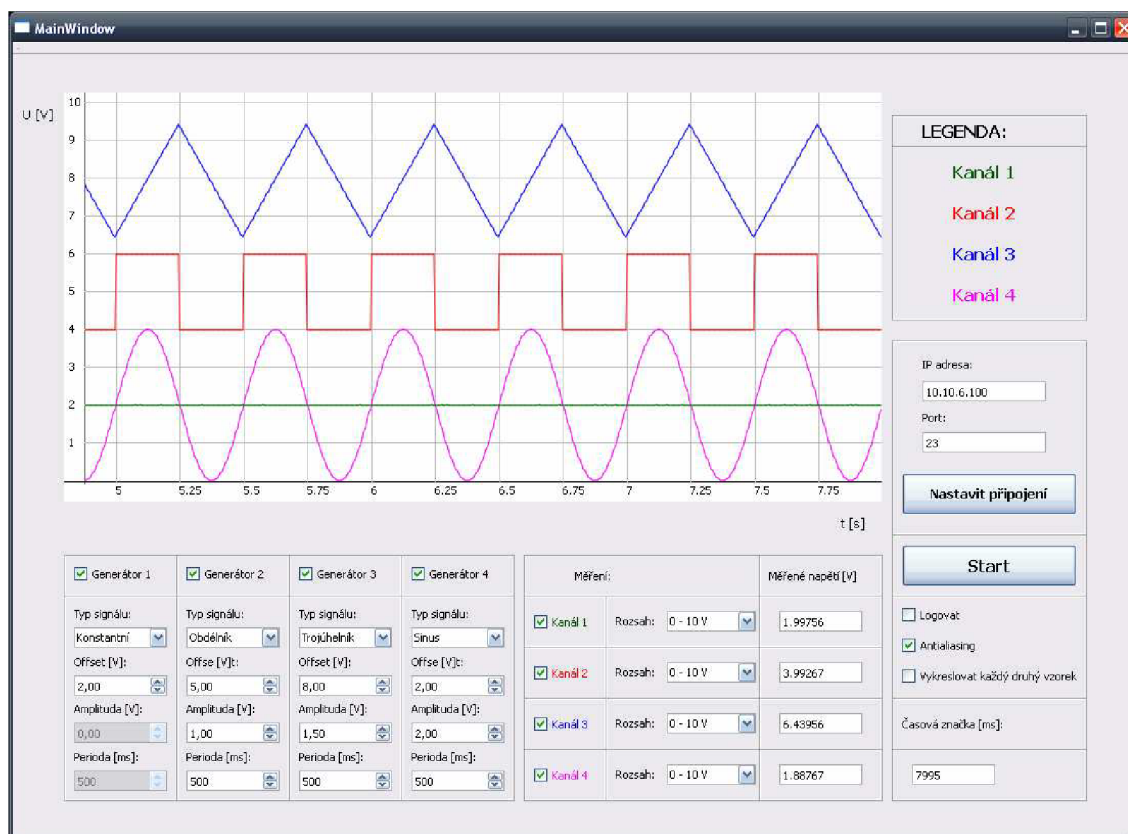 MainWindow
U [V]
10
9
8
7
6
5
4
3
2
1
5 5.25 5.5 5.75 6 6.25 6.5 6.75 7 7.25 7.5 7.75
t [s]
LEGENDA:
Kanál 1
Kanál 2
Kanál 3
Kanál 4
IP adresa:
10.10.6.100
Port:
23
Nastavit připojení
Start
Logovat
Antialiasing
Vykreslovat každý druhý vzorek
Časová značka [ms]:
7995
Generátor 1 Generátor 2 Generátor 3 Generátor 4
Typ signálu: Typ signálu: Typ signálu: Typ signálu:
Konstantní Obdélník Trojúhelník Sinus
Offset [V]: Offse [V]t: Offset [V]: Offse [V]t:
2,00 5,00 8,00 2,00
Amplituda [V]: Amplituda [V]: Amplituda [V]: Amplituda [V]:
0,00 1,00 1,50 2,00
Perioda [ms]: Perioda [ms]: Perioda [ms]: Perioda [ms]:
500 500 500 500
Měření: Měřené napětí [V]
Kanál 1 Rozsah: 0 - 10 V 1.99756
Kanál 2 Rozsah: 0 - 10 V 3.99267
Kanál 3 Rozsah: 0 - 10 V 6.43956
Kanál 4 Rozsah: 0 - 10 V 1.88767